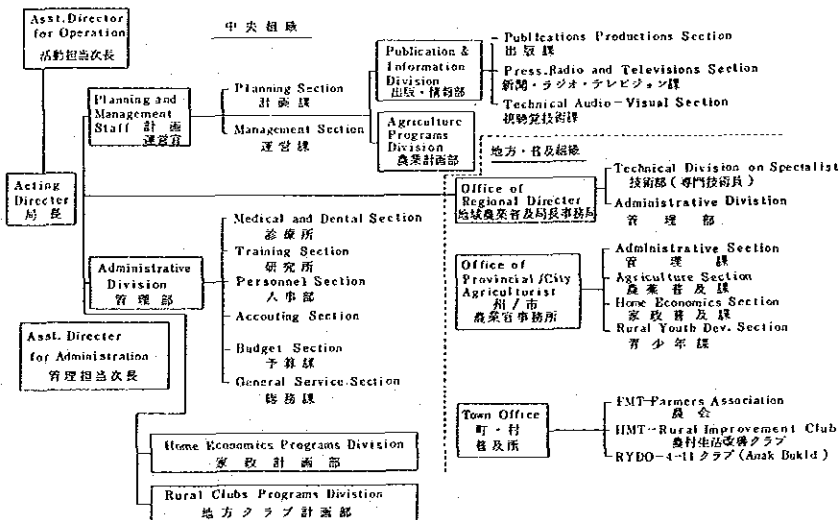 Asst. Director
for Operation
活動担当次長
中央組織
Planning and
Management
Staff 計画
運営官
Planning Section
計画課
Management Section
運営課
Publication &
Information
Division
出版・情報部
Agriculture
Programs
Division
農業計画部
Publications Productions Section
出版課
Press.Radio and Televisions Section
新聞・ラジオ・テレビジョン課
Technical Audio-Visual Section
視聴覚技術課
地方・普及組織
Acting
Directer
局長
Office of
Regional Directer
地域農業普及局長事務局
Technical Division on Specialist
技術部(専門技術員)
Administrative Divistion
管理部
Administrative
Division
管理部
Medical and Dental Section
診療所
Training Section
研究所
Personnel Section
人事部
Accouting Section
Budget Section
予算課
General Service Section
総務課
Office of
Provincial /City
Agriculturist
州/市
農業官事務所
Administrative Section
管理課
Agriculture Section
農業普及課
Home Economics Section
家政普及課
Rural Youth Dev. Section
青少年課
Asst. Directer
for Administration
管理担当次長
Town Office
町・村
普及所
FMT-Farmers Association
農会
HMT--Rural Improvement Club
農村生活改善クラブ
RYDO-4-Hクラブ(Anak Bukid)
Home Economics Programs Division
家政計画部
Rural Clubs Programs Divistion
地方クラブ計画部